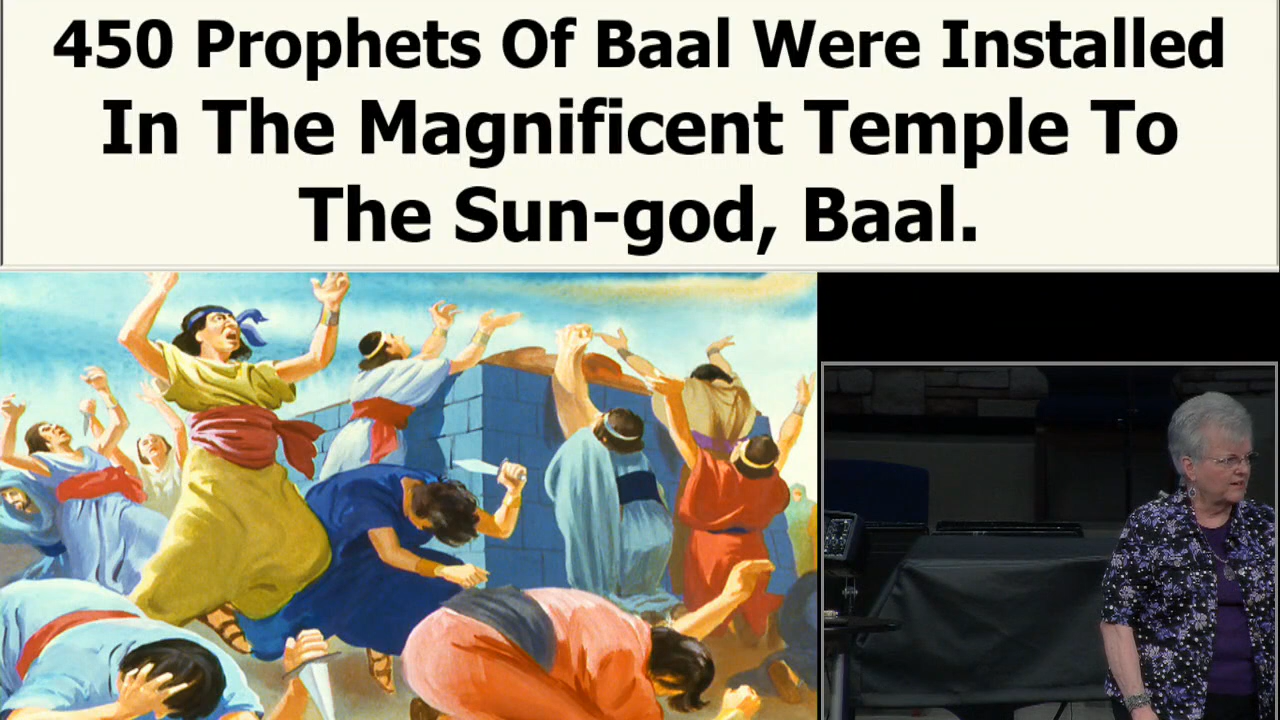 450 Prophets Of Baal Were Installed
In The Magnificent Temple To
The Sun-god, Baal.